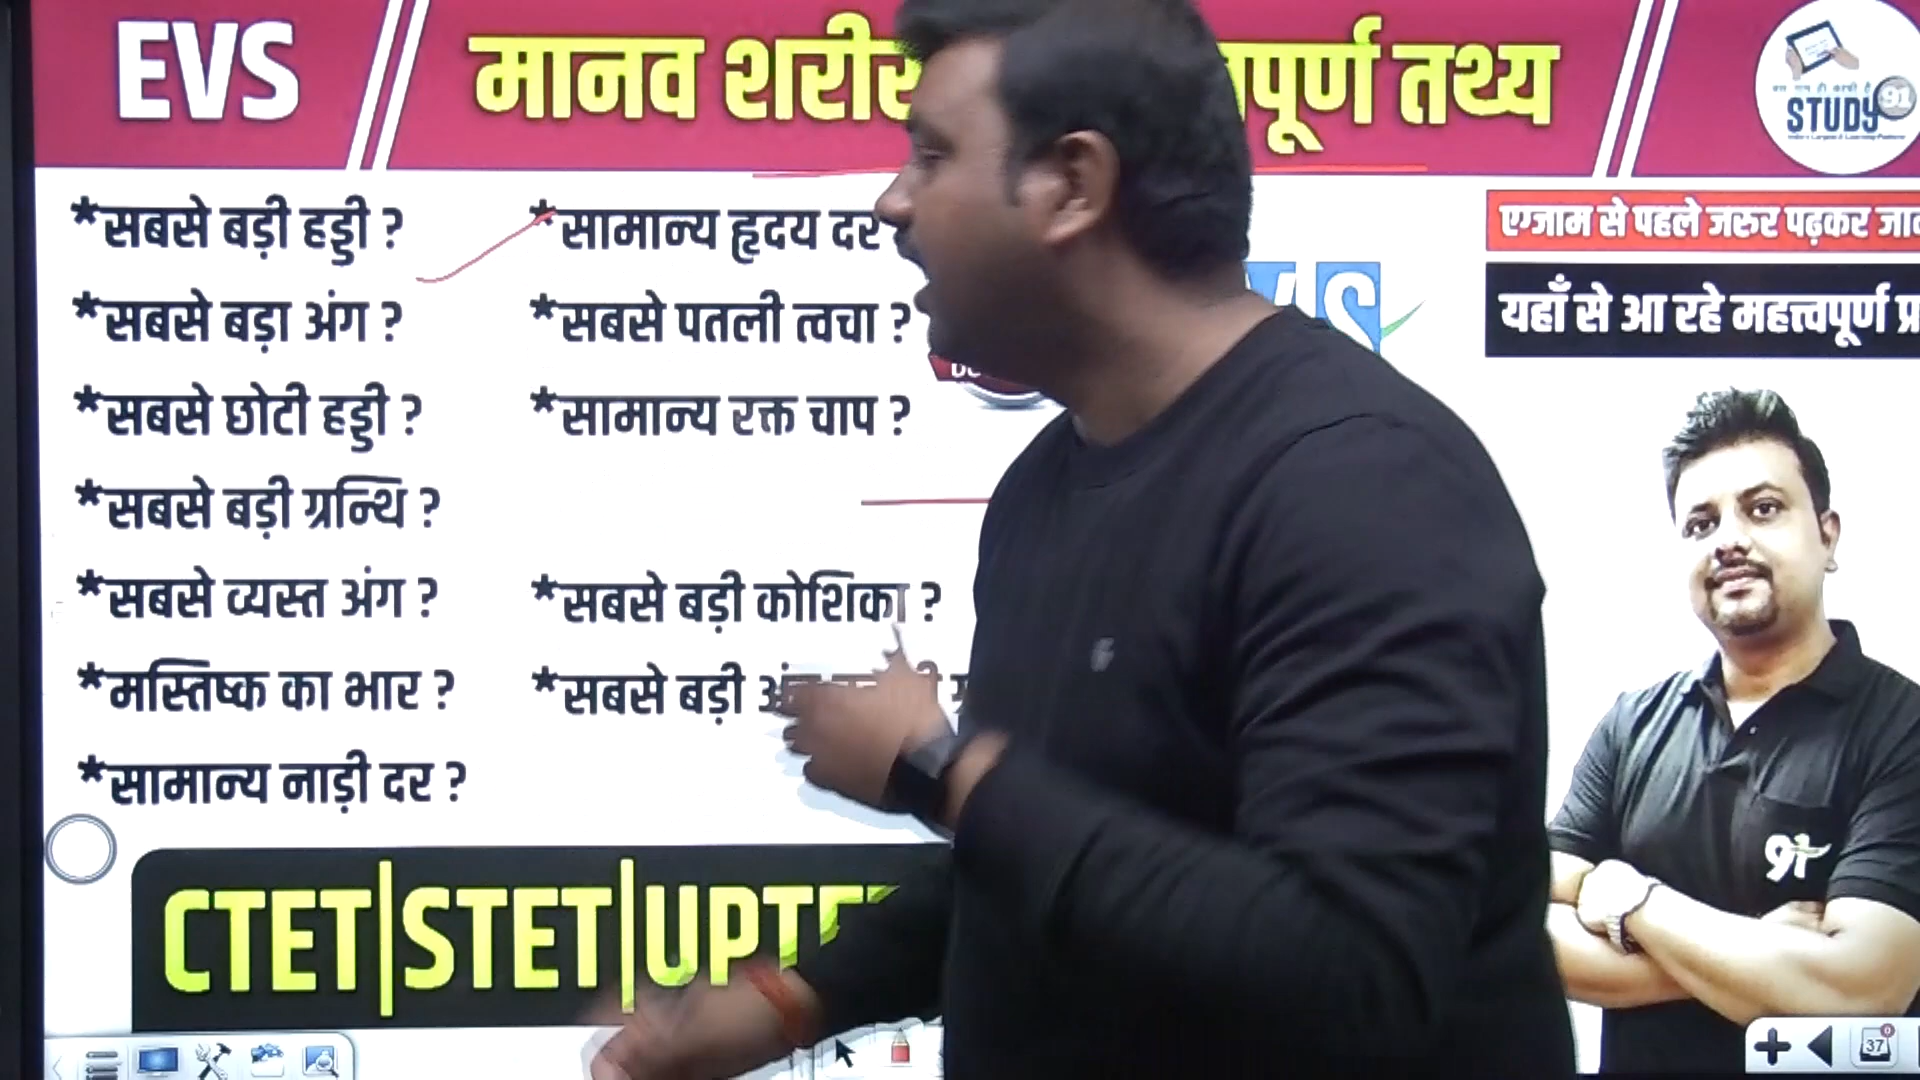 EVS
मानव तथ्य
STUDY 91
*सबसे बड़ी हड्डी ?
*सबसे बड़ा अंग ?
*सबसे छोटी हड्डी ?
*सबसे बड़ी ग्रन्थि ?
*सबसे व्यस्त अंग ?
*मस्तिष्क का भार ?
*सामान्य नाड़ी दर ?
*सामान्य हृदय दर
*सबसे पतली त्वचा ?
*सामान्य रक्त चाप ?
*सबसे बड़ी कोशिका ?
*सबसे बड़ी
एग्जाम से पहले जरुर पढ़कर
यहाँ से आ रहे महत्त्वपूर्ण
91
CTET|STET|
37